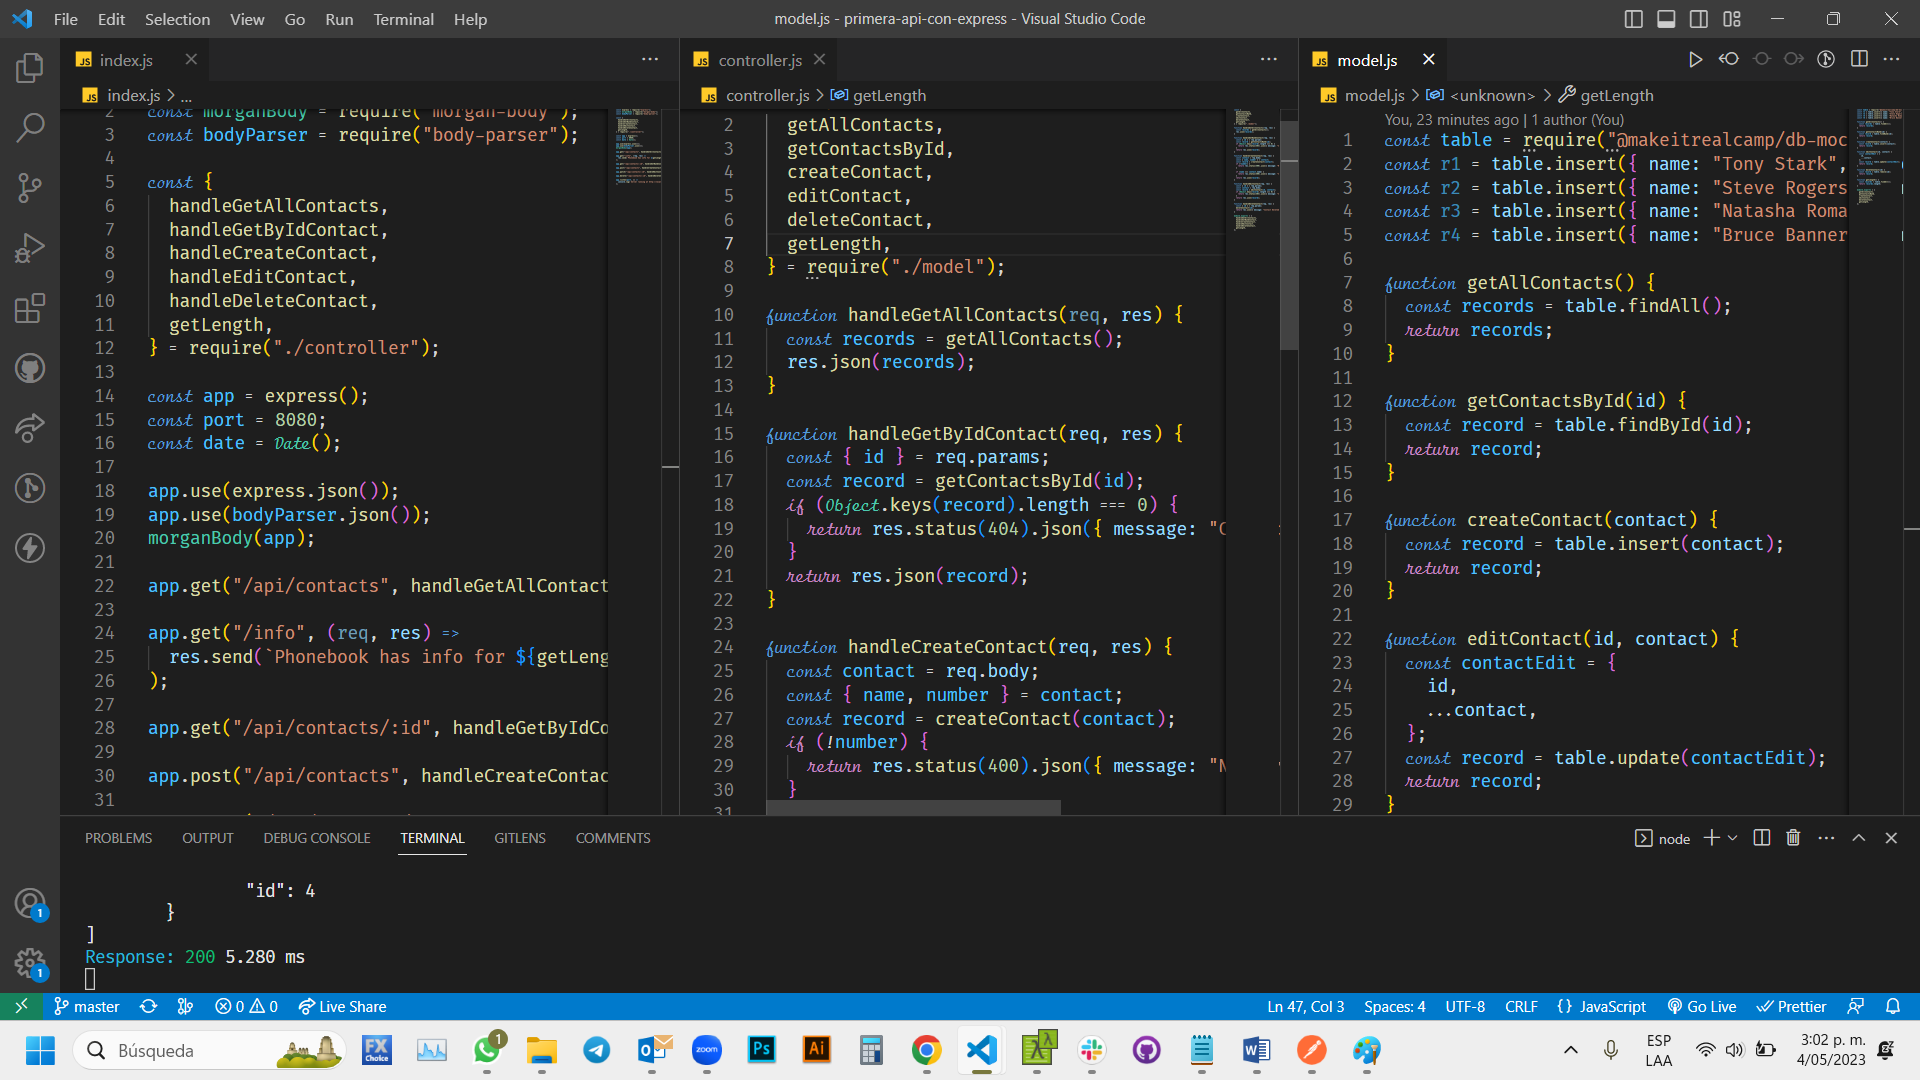 File Edit Selection View Go Run Terminal Help
model.js - primera-api-con-express - Visual Studio Code
JS index.js
JS index.js > ...
2 const morganBody = require("morgan-body");
3 const bodyParser = require("body-parser");
4
5 const {
6 handleGetAllContacts,
7 handleGetByIdContact,
8 handleCreateContact,
9 handleEditContact,
10 handleDeleteContact,
11 getLength,
12 } = require("./controller");
13
14 const app = express();
15 const port = 8080;
16 const date = Date();
17
18 app.use(express.json());
19 app.use(bodyParser.json());
20 morganBody(app);
21
22 app.get("/api/contacts", handleGetAllContact
23
24 app.get("/info", (req, res) =>
25 res.send(`Phonebook has info for ${getLeng
26 );
27
28 app.get("/api/contacts/:id", handleGetByIdCo
29
30 app.post("/api/contacts", handleCreateContac
31
JS controller.js
JS controller.js > getLength
2 getAllContacts,
3 getContactsById,
4 createContact,
5 editContact,
6 deleteContact,
7 getLength,
8 } = require("./model");
9
10 function handleGetAllContacts(req, res) {
11 const records = getAllContacts();
12 res.json(records);
13 }
14
15 function handleGetByIdContact(req, res) {
16 const { id } = req.params;
17 const record = getContactsById(id);
18 if (Object.keys(record).length === 0) {
19 return res.status(404).json({ message: "C
20 }
21 return res.json(record);
22 }
23
24 function handleCreateContact(req, res) {
25 const contact = req.body;
26 const { name, number } = contact;
27 const record = createContact(contact);
28 if (!number) {
29 return res.status(400).json({ message: "N
30 }
31
JS model.js
JS model.js > <unknown> > getLength
You, 23 minutes ago | 1 author (You)
1 const table = require("@makeitrealcamp/db-moc
2 const r1 = table.insert({ name: "Tony Stark",
3 const r2 = table.insert({ name: "Steve Rogers
4 const r3 = table.insert({ name: "Natasha Roma
5 const r4 = table.insert({ name: "Bruce Banner
6
7 function getAllContacts() {
8 const records = table.findAll();
9 return records;
10 }
11
12 function getContactsById(id) {
13 const record = table.findById(id);
14 return record;
15 }
16
17 function createContact(contact) {
18 const record = table.insert(contact);
19 return record;
20 }
21
22 function editContact(id, contact) {
23 const contactEdit = {
24 id,
25 ...contact,
26 };
27 const record = table.update(contactEdit);
28 return record;
29 }
PROBLEMS OUTPUT DEBUG CONSOLE TERMINAL GITLENS COMMENTS
node
"id": 4
}
]
Response: 200 5.280 ms
1
1
master 0 0 Live Share
Ln 47, Col 3 Spaces: 4 UTF-8 CRLF {} JavaScript Go Live Prettier
Búsqueda
FX Choice
1
zoom
Ps
Ai
ESP
LAA
3:02 p. m.
4/05/2023